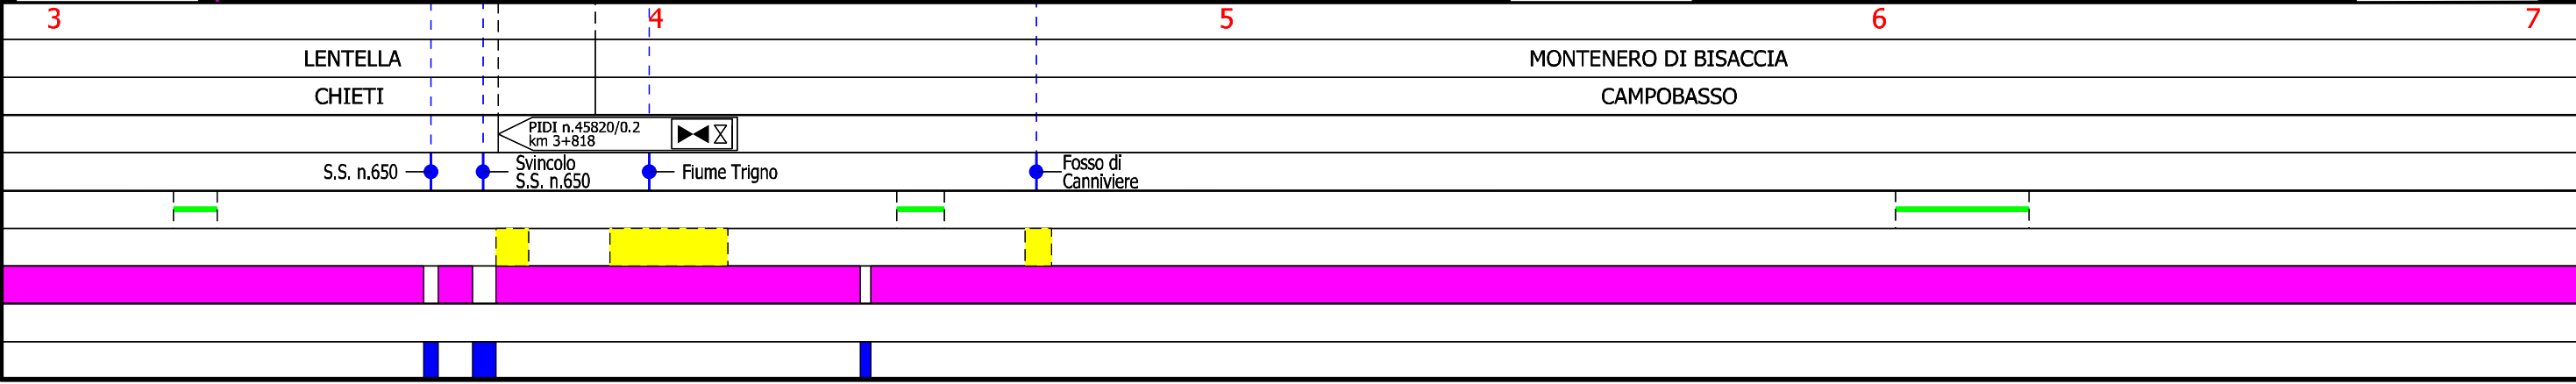 3 4 5 6 7
LENTELLA MONTENERO DI BISACCIA
CHIETI CAMPOBASSO
PIDI n.45820/0.2
km 3+818
S.S. n.650
Svincolo
S.S. n.650
Fiume Trigno
Fosso di
Canniviere